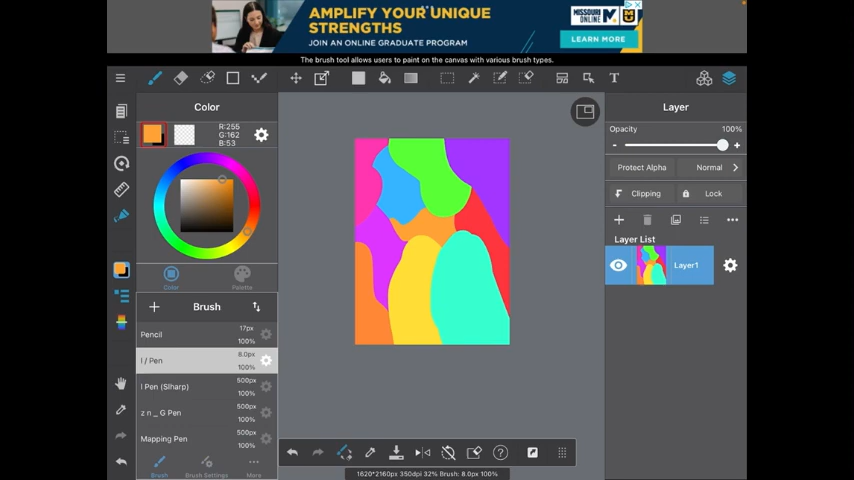 AMPLIFY YOUR UNIQUE
STRENGTHS
JOIN AN ONLINE GRADUATE PROGRAM
MISSOURI
ONLINE
LEARN MORE
The brush tool allows users to paint on the canvas with various brush types.
T
Color
R:255
G:162
B:53
Color
Palette
Brush
Pencil
17px
100%
I / Pen
8.0px
100%
I Pen (Slharp)
500px
100%
z n _ G Pen
500px
100%
Mapping Pen
500px
100%
Brush
Brush Settings
More
1620*2160px 350dpi 32% Brush: 8.0px 100%
Layer
Opacity
100%
Protect Alpha
Normal
Clipping
Lock
Layer List
Layer1